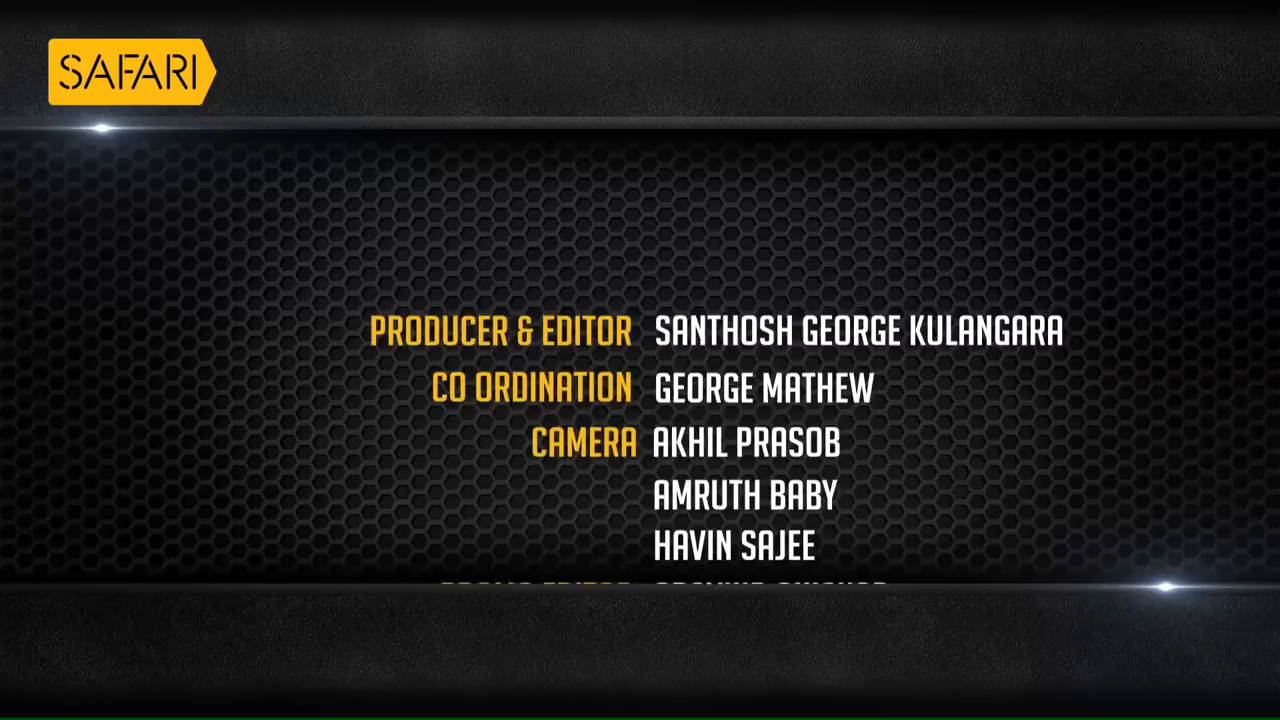 SAFARI
PRODUCER & EDITOR SANTHOSH GEORGE KULANGARA
CO ORDINATION GEORGE MATHEW
CAMERA AKHIL PRASOB
AMRUTH BABY
HAVIN SAJEE